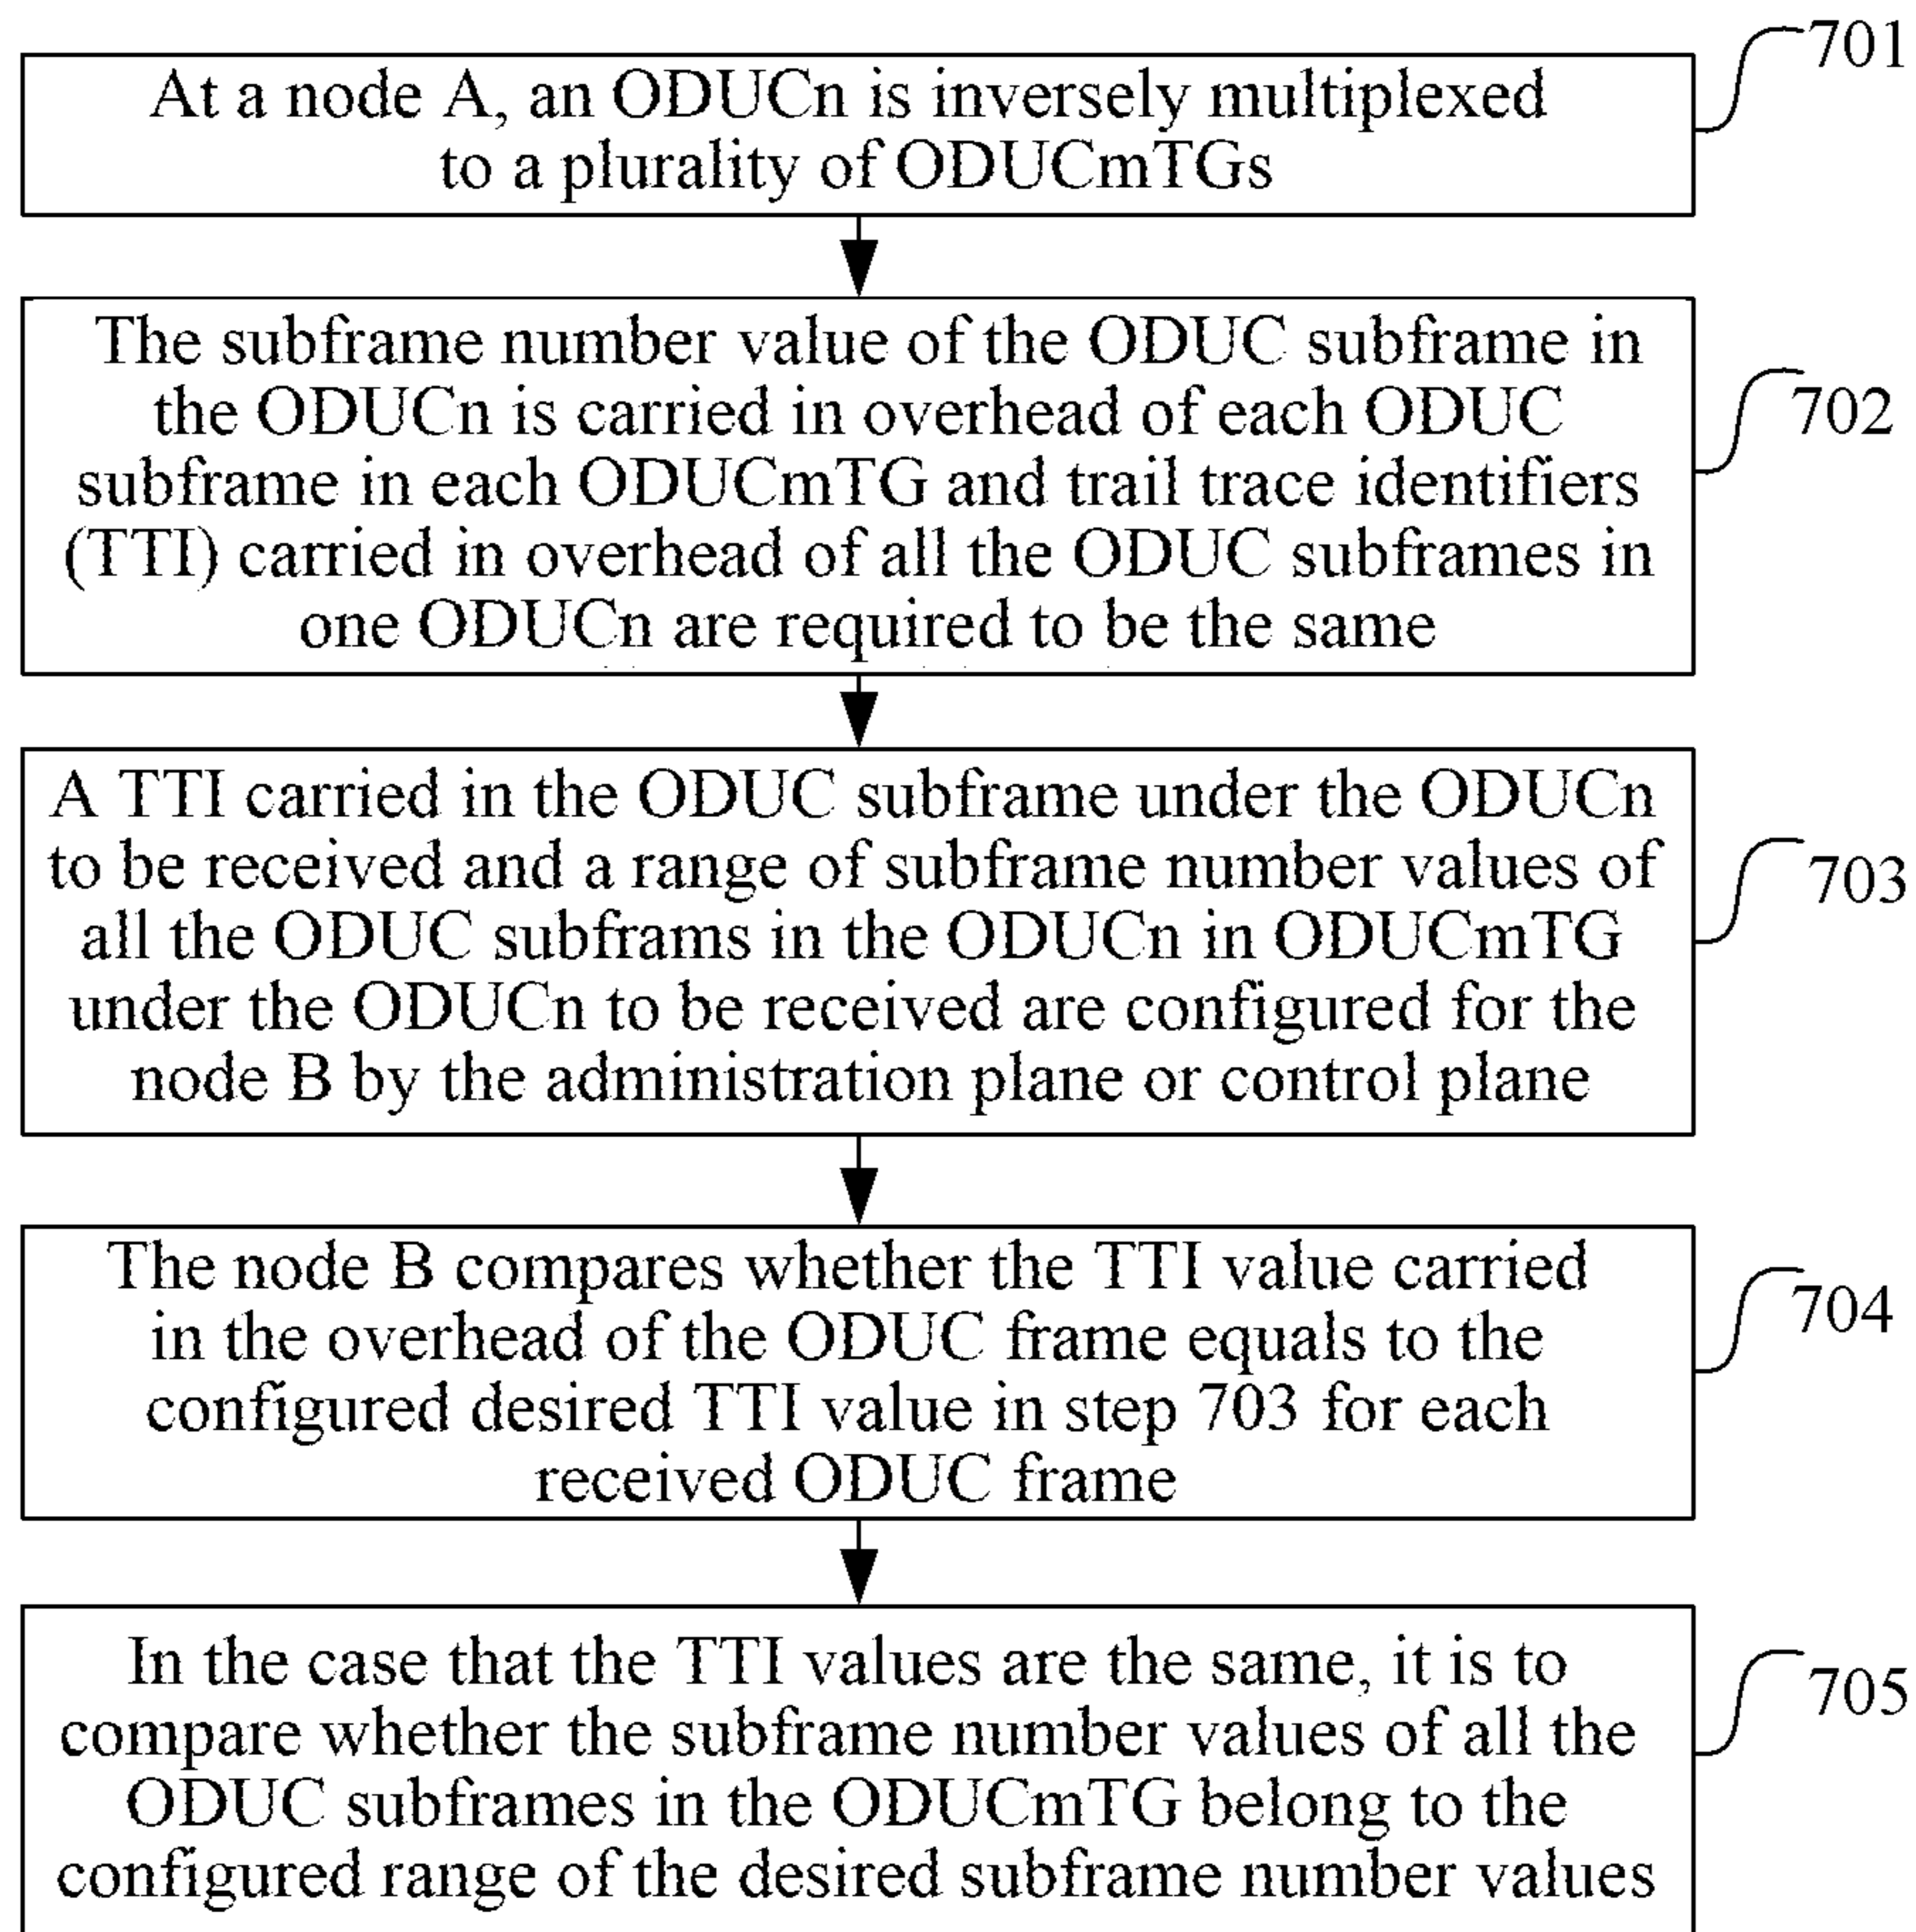 701
At a node A, an ODUCn is inversely multiplexed
to a plurality of ODUCmTGs
The subframe number value of the ODUC subframe in
the ODUCn is carried in overhead of each ODUC
subframe in each ODUCmTG and trail trace identifiers
(TTI) carried in overhead of all the ODUC subframes in
one ODUCn are required to be the same
702
A TTI carried in the ODUC subframe under the ODUCn
to be received and a range of subframe number values of
all the ODUC subframs in the ODUCn in ODUCmTG
under the ODUCn to be received are configured for the
node B by the administration plane or control plane
703
The node B compares whether the TTI value carried
in the overhead of the ODUC frame equals to the
configured desired TTI value in step 703 for each
received ODUC frame
704
In the case that the TTI values are the same, it is to
compare whether the subframe number values of all the
ODUC subframes in the ODUCmTG belong to the
configured range of the desired subframe number values
705